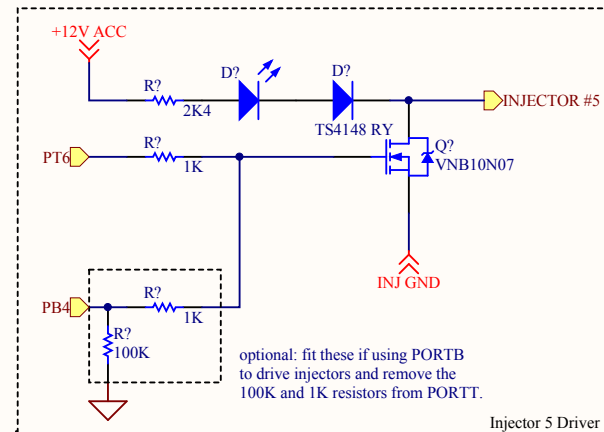 +12V ACC
R?
2K4
D?
D?
TS4148 RY
INJECTOR #5
PT6
R?
1K
Q?
VNB10N07
INJ GND
PB4
R?
1K
R?
100K
optional: fit these if using PORTB
to drive injectors and remove the
100K and 1K resistors from PORTT.
Injector 5 Driver